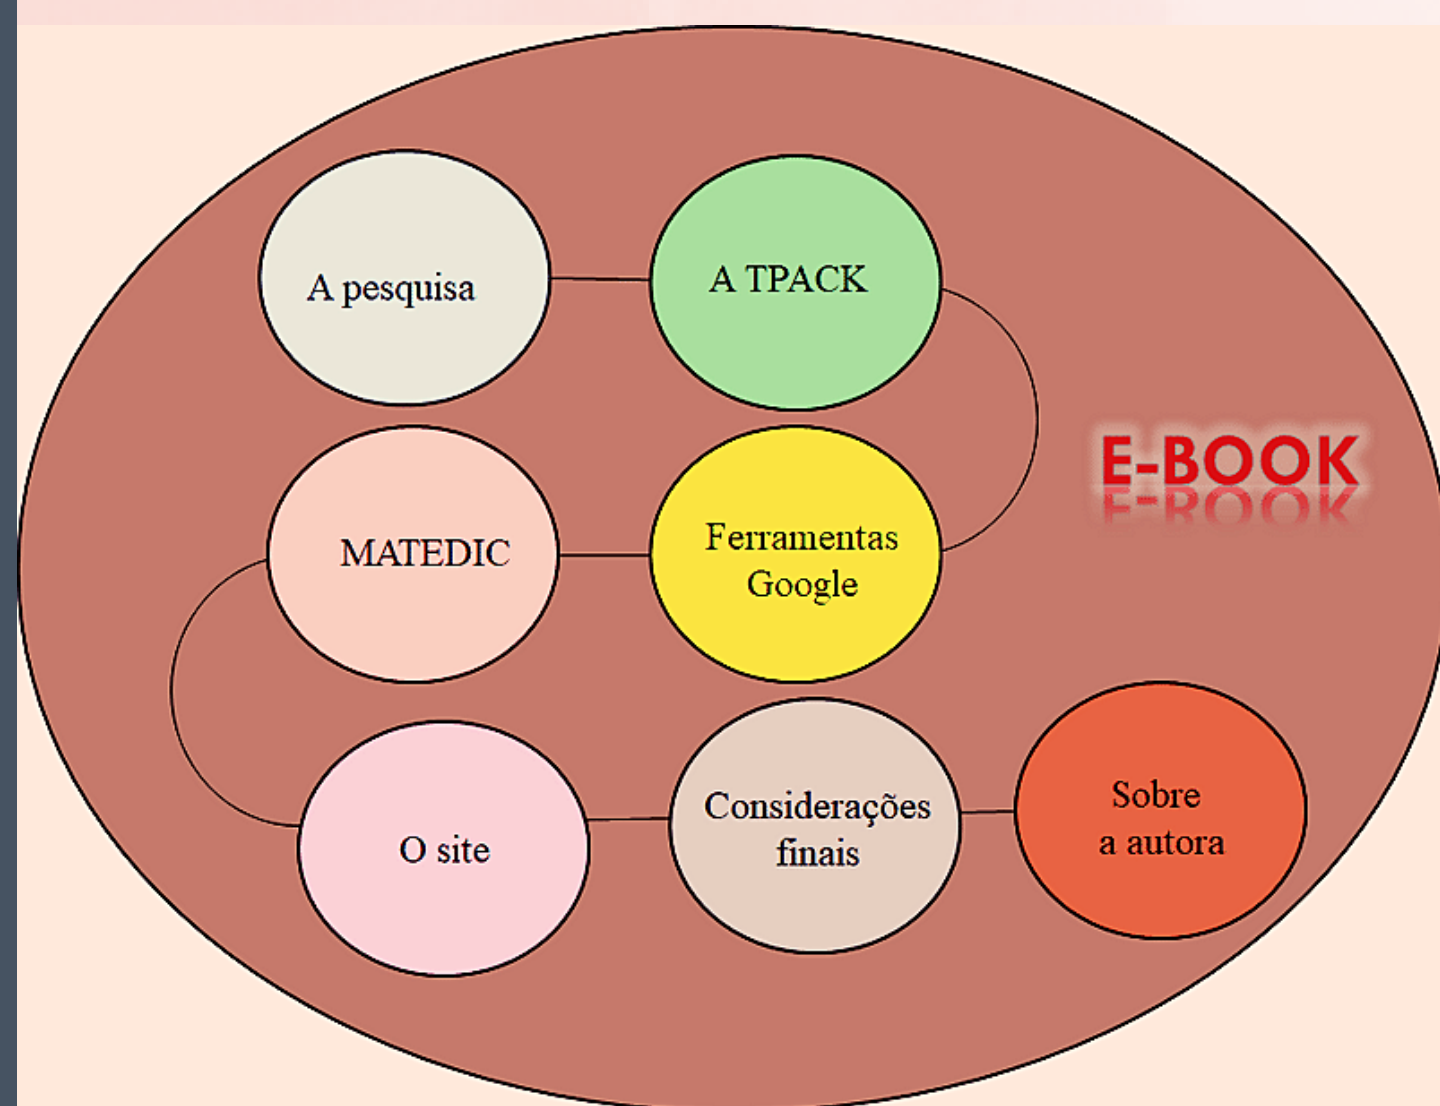 A pesquisa
A TPACK
E-BOOK
MATEDIC
Ferramentas
Google
O site
Considerações
finais
Sobre
a autora